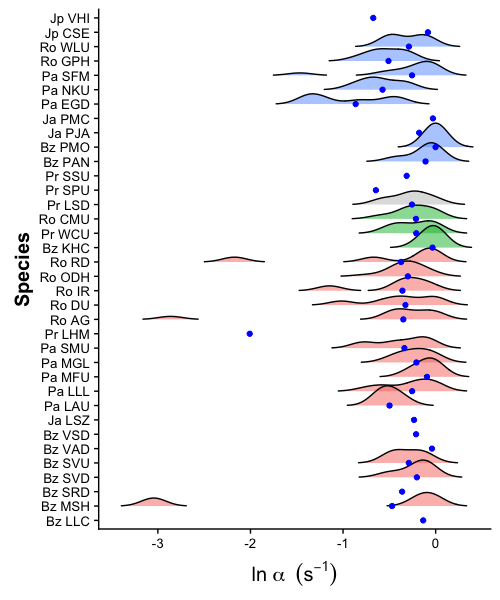 Species
Jp VHI
Jp CSE
Ro WLU
Ro GPH
Pa SFM
Pa NKU
Pa EGD
Ja PMC
Ja PJA
Bz PMO
Bz PAN
Pr SSU
Pr SPU
Pr LSD
Ro CMU
Pr WCU
Bz KHC
Ro RD
Ro ODH
Ro IR
Ro DU
Ro AG
Pr LHM
Pa SMU
Pa MGL
Pa MFU
Pa LLL
Pa LAU
Ja LSZ
Bz VSD
Bz VAD
Bz SVU
Bz SVD
Bz SRD
Bz MSH
Bz LLC
-3 -2 -1 0
ln α (s⁻¹)